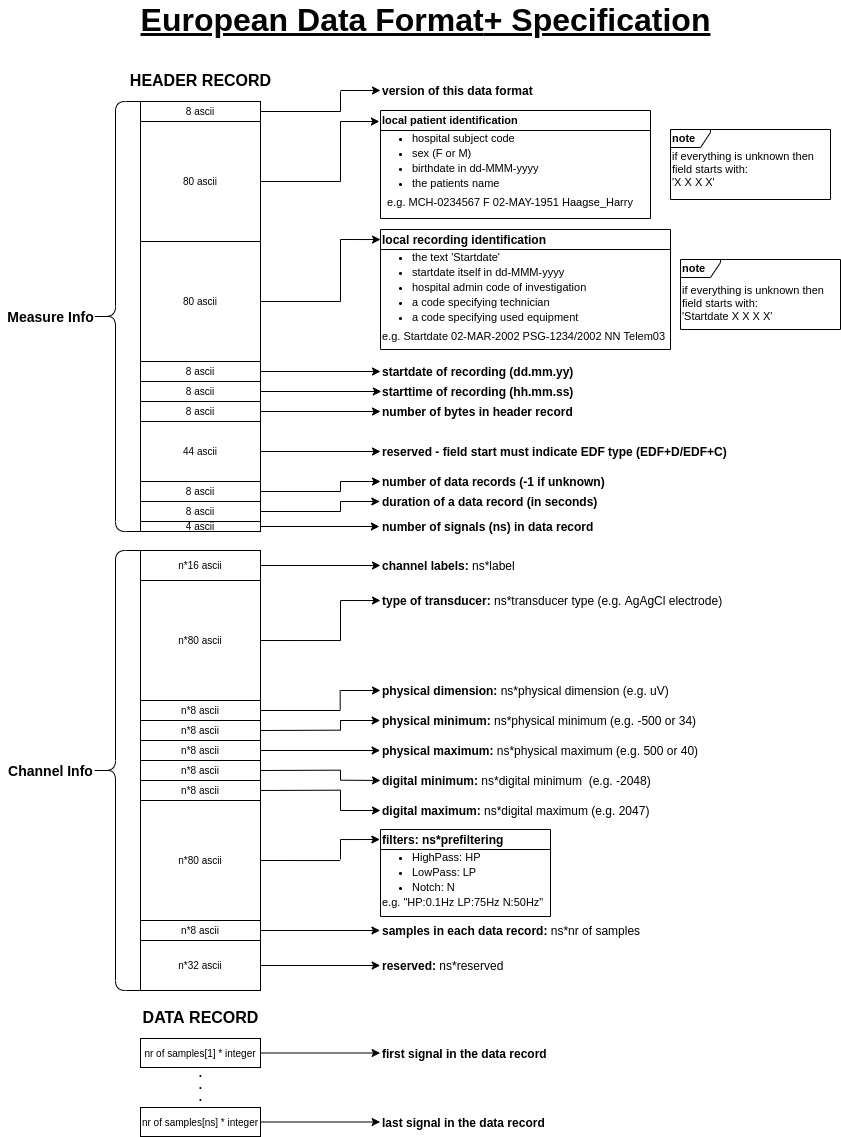 European Data Format+ Specification
HEADER RECORD
8 ascii
version of this data format
80 ascii
local patient identification
• hospital subject code
• sex (F or M)
• birthdate in dd-MMM-yyyy
• the patients name
e.g. MCH-0234567 F 02-MAY-1951 Haagse_Harry
note
if everything is unknown then
field starts with:
'X X X X'
80 ascii
local recording identification
• the text 'Startdate'
• startdate itself in dd-MMM-yyyy
• hospital admin code of investigation
• a code specifying technician
• a code specifying used equipment
e.g. Startdate 02-MAR-2002 PSG-1234/2002 NN Telem03
note
if everything is unknown then
field starts with:
'Startdate X X X X'
Measure Info
8 ascii
startdate of recording (dd.mm.yy)
8 ascii
starttime of recording (hh.mm.ss)
8 ascii
number of bytes in header record
44 ascii
reserved - field start must indicate EDF type (EDF+D/EDF+C)
8 ascii
number of data records (-1 if unknown)
8 ascii
duration of a data record (in seconds)
4 ascii
number of signals (ns) in data record
n*16 ascii
channel labels: ns*label
n*80 ascii
type of transducer: ns*transducer type (e.g. AgAgCl electrode)
n*8 ascii
physical dimension: ns*physical dimension (e.g. uV)
n*8 ascii
physical minimum: ns*physical minimum (e.g. -500 or 34)
n*8 ascii
physical maximum: ns*physical maximum (e.g. 500 or 40)
Channel Info
n*8 ascii
digital minimum: ns*digital minimum (e.g. -2048)
n*8 ascii
digital maximum: ns*digital maximum (e.g. 2047)
n*80 ascii
filters: ns*prefiltering
• HighPass: HP
• LowPass: LP
• Notch: N
e.g. "HP:0.1Hz LP:75Hz N:50Hz"
n*8 ascii
samples in each data record: ns*nr of samples
n*32 ascii
reserved: ns*reserved
DATA RECORD
nr of samples[1] * integer
first signal in the data record
.
.
.
nr of samples[ns] * integer
last signal in the data record